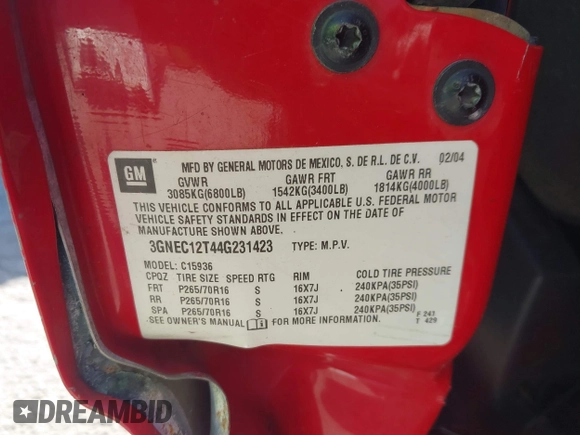 GM
MFD BY GENERAL MOTORS DE MEXICO, S. DE R.L. DE C.V. 02/04
GVWR GAWR FRT GAWR RR
3085KG(6800LB) 1542KG(3400LB) 1814KG(4000LB)
THIS VEHICLE CONFORMS TO ALL APPLICABLE U.S. FEDERAL MOTOR
VEHICLE SAFETY STANDARDS IN EFFECT ON THE DATE OF
MANUFACTURE SHOWN ABOVE.
3GNEC12T44G231423 TYPE: M.P.V.
MODEL: C15936
CPQZ TIRE SIZE SPEED RTG RIM COLD TIRE PRESSURE
FRT P265/70R16 S 16X7J 240KPA(35PSI)
RR P265/70R16 S 16X7J 240KPA(35PSI)
SPA P265/70R16 S 16X7J 240KPA(35PSI) F 241
SEE OWNER'S MANUAL FOR MORE INFORMATION. T 429
DREAMBID